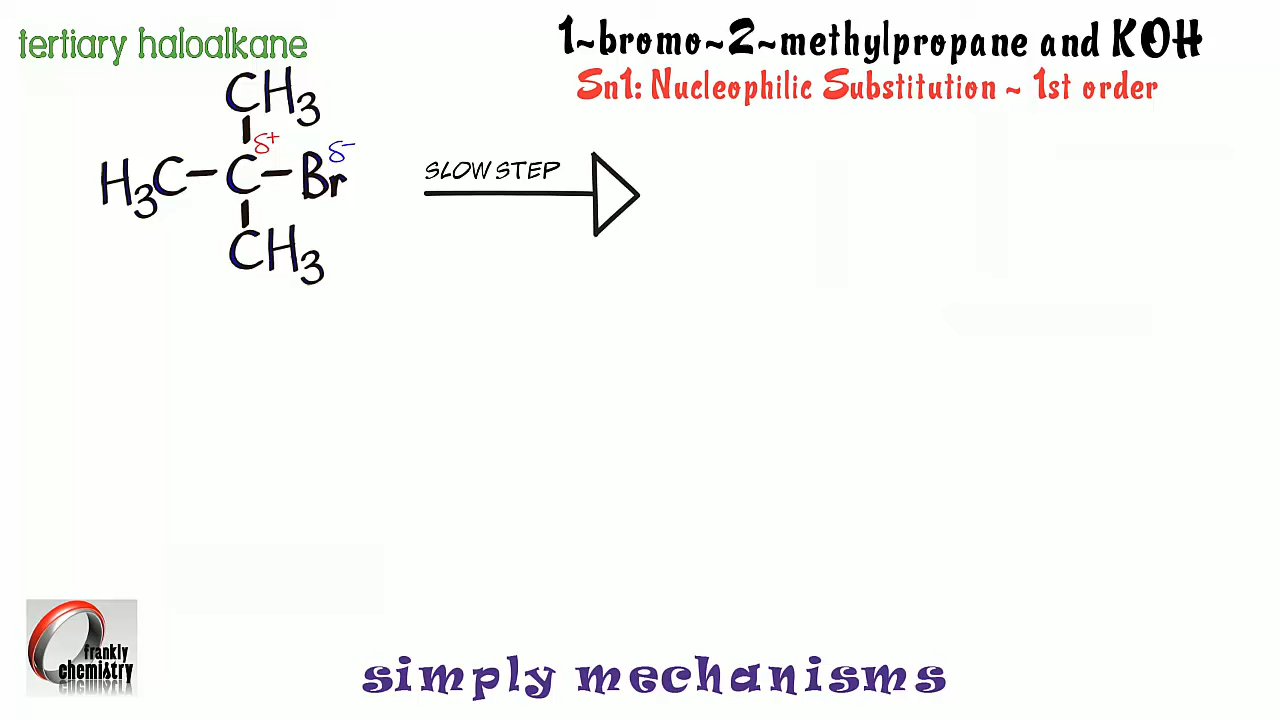 tertiary haloalkane
1~bromo~2~methylpropane and KOH
Sn1: Nucleophilic Substitution ~ 1st order
CH3
δ+ δ-
H3C-C-Br
CH3
SLOW STEP
frankly
chemistry
simply mechanisms